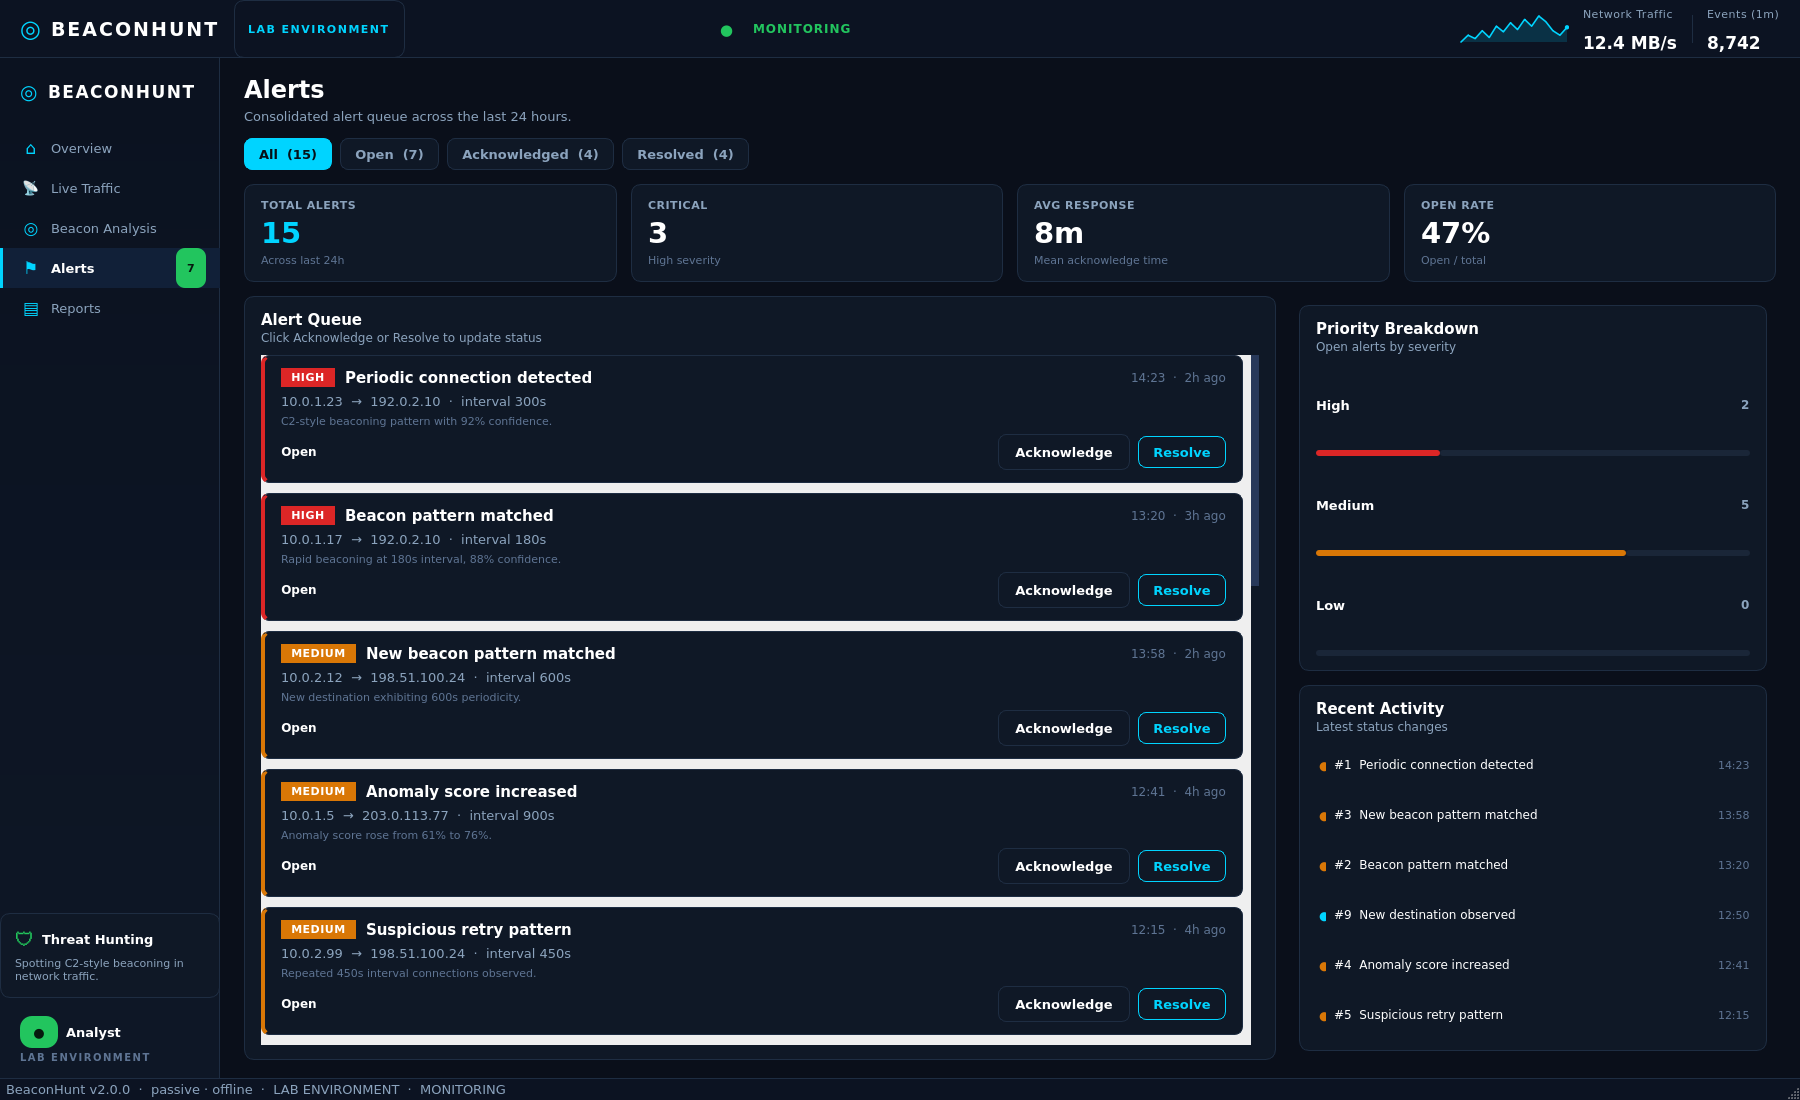 BEACONHUNT
LAB ENVIRONMENT
MONITORING
Network Traffic
12.4 MB/s
Events (1m)
8,742
BEACONHUNT
Overview
Live Traffic
Beacon Analysis
Alerts
7
Reports
Threat Hunting
Spotting C2-style beaconing in
network traffic.
Analyst
LAB ENVIRONMENT
Alerts
Consolidated alert queue across the last 24 hours.
All (15)
Open (7)
Acknowledged (4)
Resolved (4)
TOTAL ALERTS
15
Across last 24h
CRITICAL
3
High severity
AVG RESPONSE
8m
Mean acknowledge time
OPEN RATE
47%
Open / total
Alert Queue
Click Acknowledge or Resolve to update status
HIGH Periodic connection detected 14:23 · 2h ago
10.0.1.23 → 192.0.2.10 · interval 300s
C2-style beaconing pattern with 92% confidence.
Open Acknowledge Resolve
HIGH Beacon pattern matched 13:20 · 3h ago
10.0.1.17 → 192.0.2.10 · interval 180s
Rapid beaconing at 180s interval, 88% confidence.
Open Acknowledge Resolve
MEDIUM New beacon pattern matched 13:58 · 2h ago
10.0.2.12 → 198.51.100.24 · interval 600s
New destination exhibiting 600s periodicity.
Open Acknowledge Resolve
MEDIUM Anomaly score increased 12:41 · 4h ago
10.0.1.5 → 203.0.113.77 · interval 900s
Anomaly score rose from 61% to 76%.
Open Acknowledge Resolve
MEDIUM Suspicious retry pattern 12:15 · 4h ago
10.0.2.99 → 198.51.100.24 · interval 450s
Repeated 450s interval connections observed.
Open Acknowledge Resolve
Priority Breakdown
Open alerts by severity
High 2
Medium 5
Low 0
Recent Activity
Latest status changes
#1 Periodic connection detected 14:23
#3 New beacon pattern matched 13:58
#2 Beacon pattern matched 13:20
#9 New destination observed 12:50
#4 Anomaly score increased 12:41
#5 Suspicious retry pattern 12:15
BeaconHunt v2.0.0 · passive · offline · LAB ENVIRONMENT · MONITORING